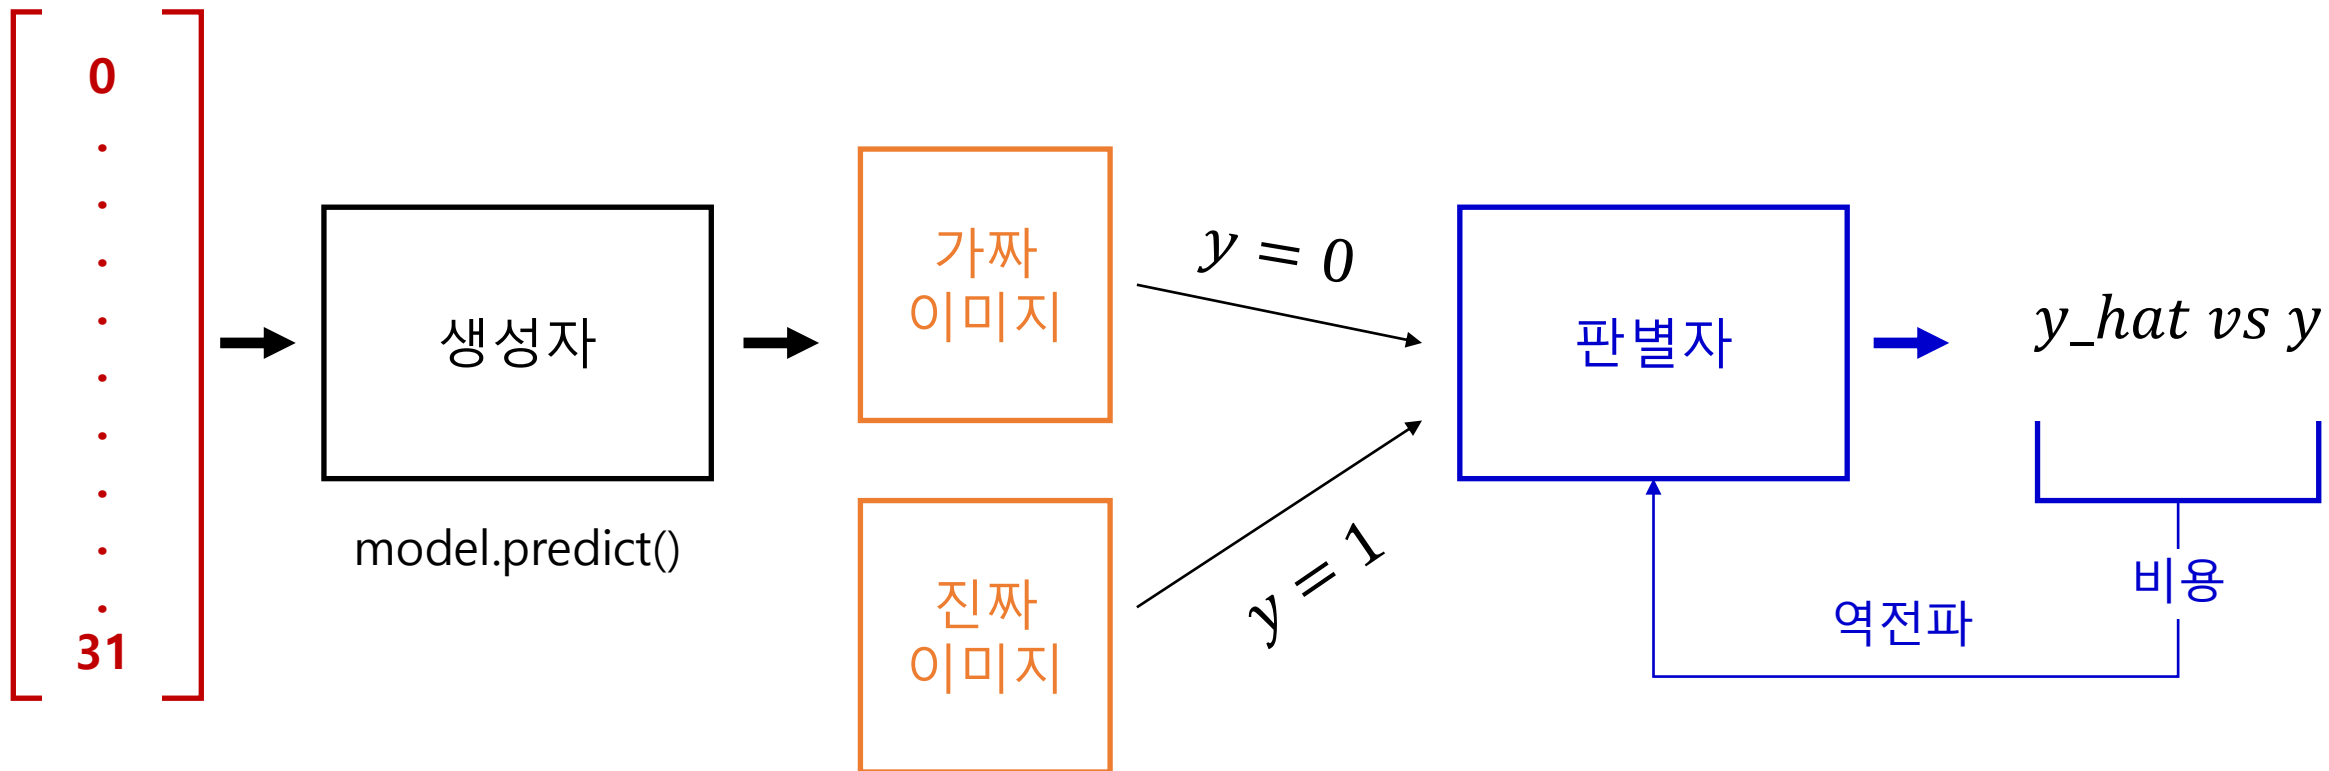 0
.
.
.
.
.
.
.
.
.
31
생성자
model.predict()
가짜
이미지
진짜
이미지
y = 0
y = 1
판별자
y_hat vs y
비용
역전파